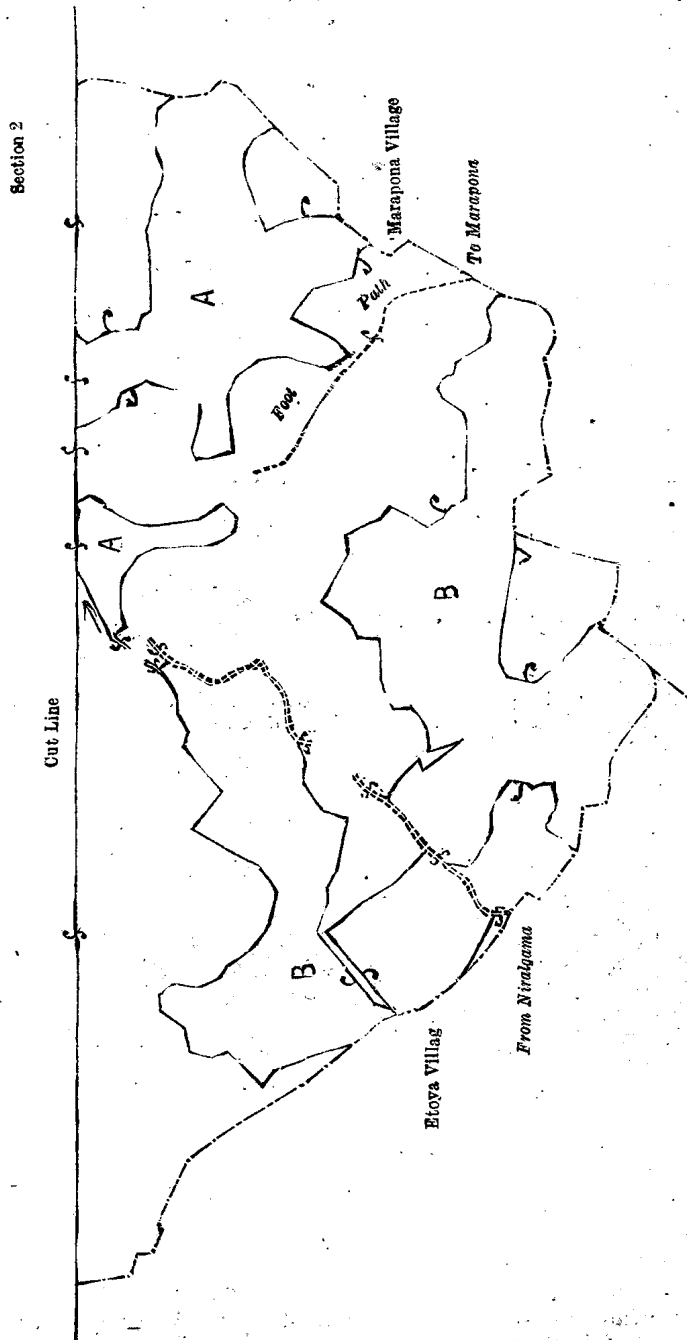 Section 2
Cut Line
A
A
Foot
Path
Marapona Village
To Marapona
B
B
Etoya Villag
From Niralgama